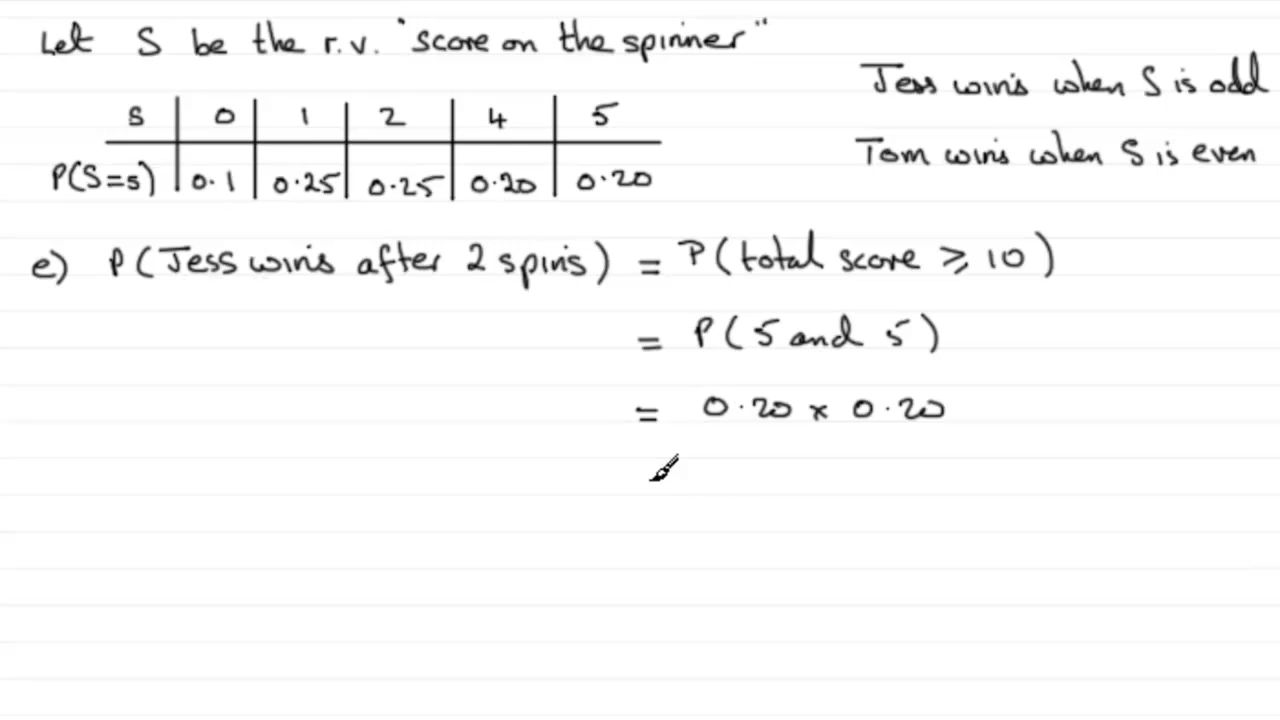 Let S be the r.v. "score on the spinner"
Jess wins when S is odd
Tom wins when S is even
s 0 1 2 4 5
P(S=s) 0.1 0.25 0.25 0.20 0.20
e) P(Jess wins after 2 spins) = P(total score ⩾ 10)
= P(5 and 5)
= 0.20 × 0.20